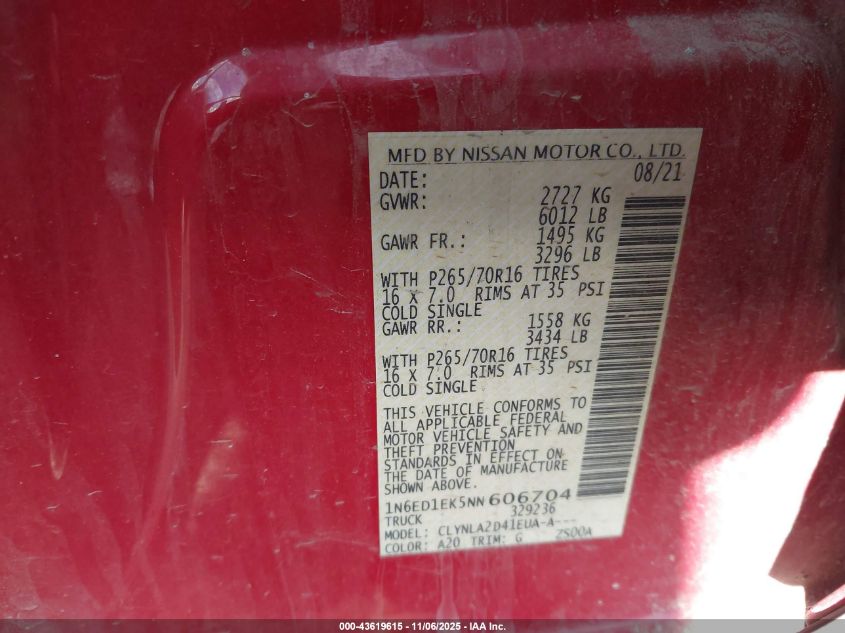 MFD BY NISSAN MOTOR CO., LTD.
DATE: 08/21
GVWR: 2727 KG
6012 LB
GAWR FR.: 1495 KG
3296 LB
WITH P265/70R16 TIRES
16 X 7.0 RIMS AT 35 PSI
COLD SINGLE
GAWR RR.: 1558 KG
3434 LB
WITH P265/70R16 TIRES
16 X 7.0 RIMS AT 35 PSI
COLD SINGLE
THIS VEHICLE CONFORMS TO
ALL APPLICABLE FEDERAL
MOTOR VEHICLE SAFETY AND
THEFT PREVENTION
STANDARDS IN EFFECT ON
THE DATE OF MANUFACTURE
SHOWN ABOVE.
1N6ED1EK5NN606704
TRUCK 329236
MODEL: CLYNLA2D41EUA-A---
COLOR: A20 TRIM: G ZS00A
000-43619615 - 11/06/2025 - IAA Inc.